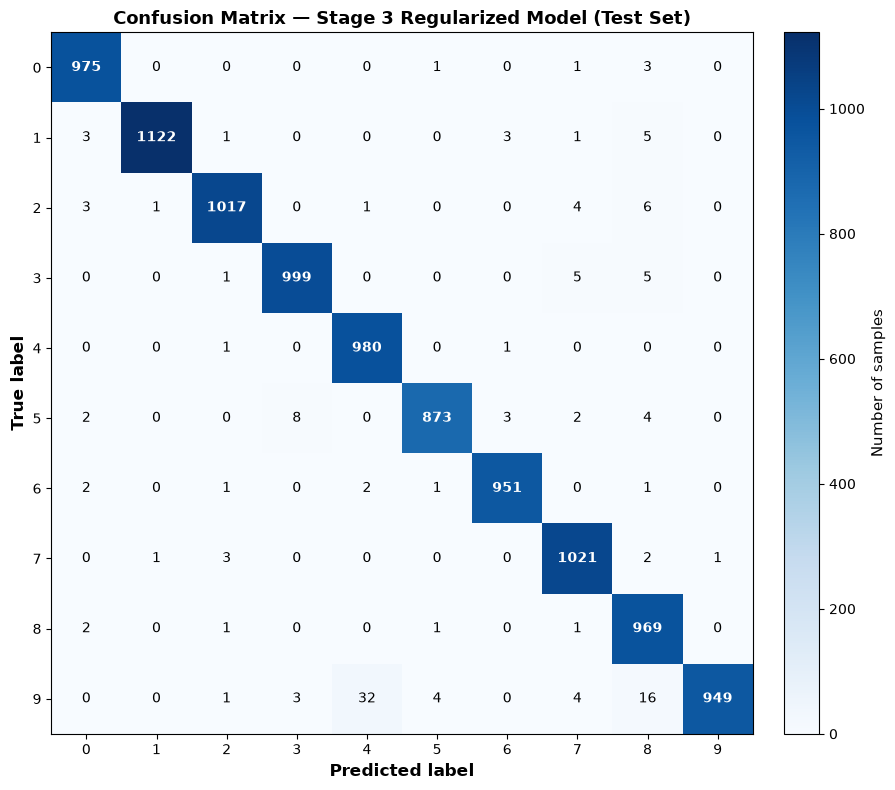 Confusion Matrix — Stage 3 Regularized Model (Test Set)
0 975 0 0 0 0 1 0 1 3 0
1 3 1122 1 0 0 0 3 1 5 0
2 3 1 1017 0 1 0 0 4 6 0
3 0 0 1 999 0 0 0 5 5 0
4 0 0 1 0 980 0 1 0 0 0
5 2 0 0 8 0 873 3 2 4 0
6 2 0 1 0 2 1 951 0 1 0
7 0 1 3 0 0 0 0 1021 2 1
8 2 0 1 0 0 1 0 1 969 0
9 0 0 1 3 32 4 0 4 16 949
0 1 2 3 4 5 6 7 8 9
Predicted label
True label
1000
800
600
400
200
0
Number of samples